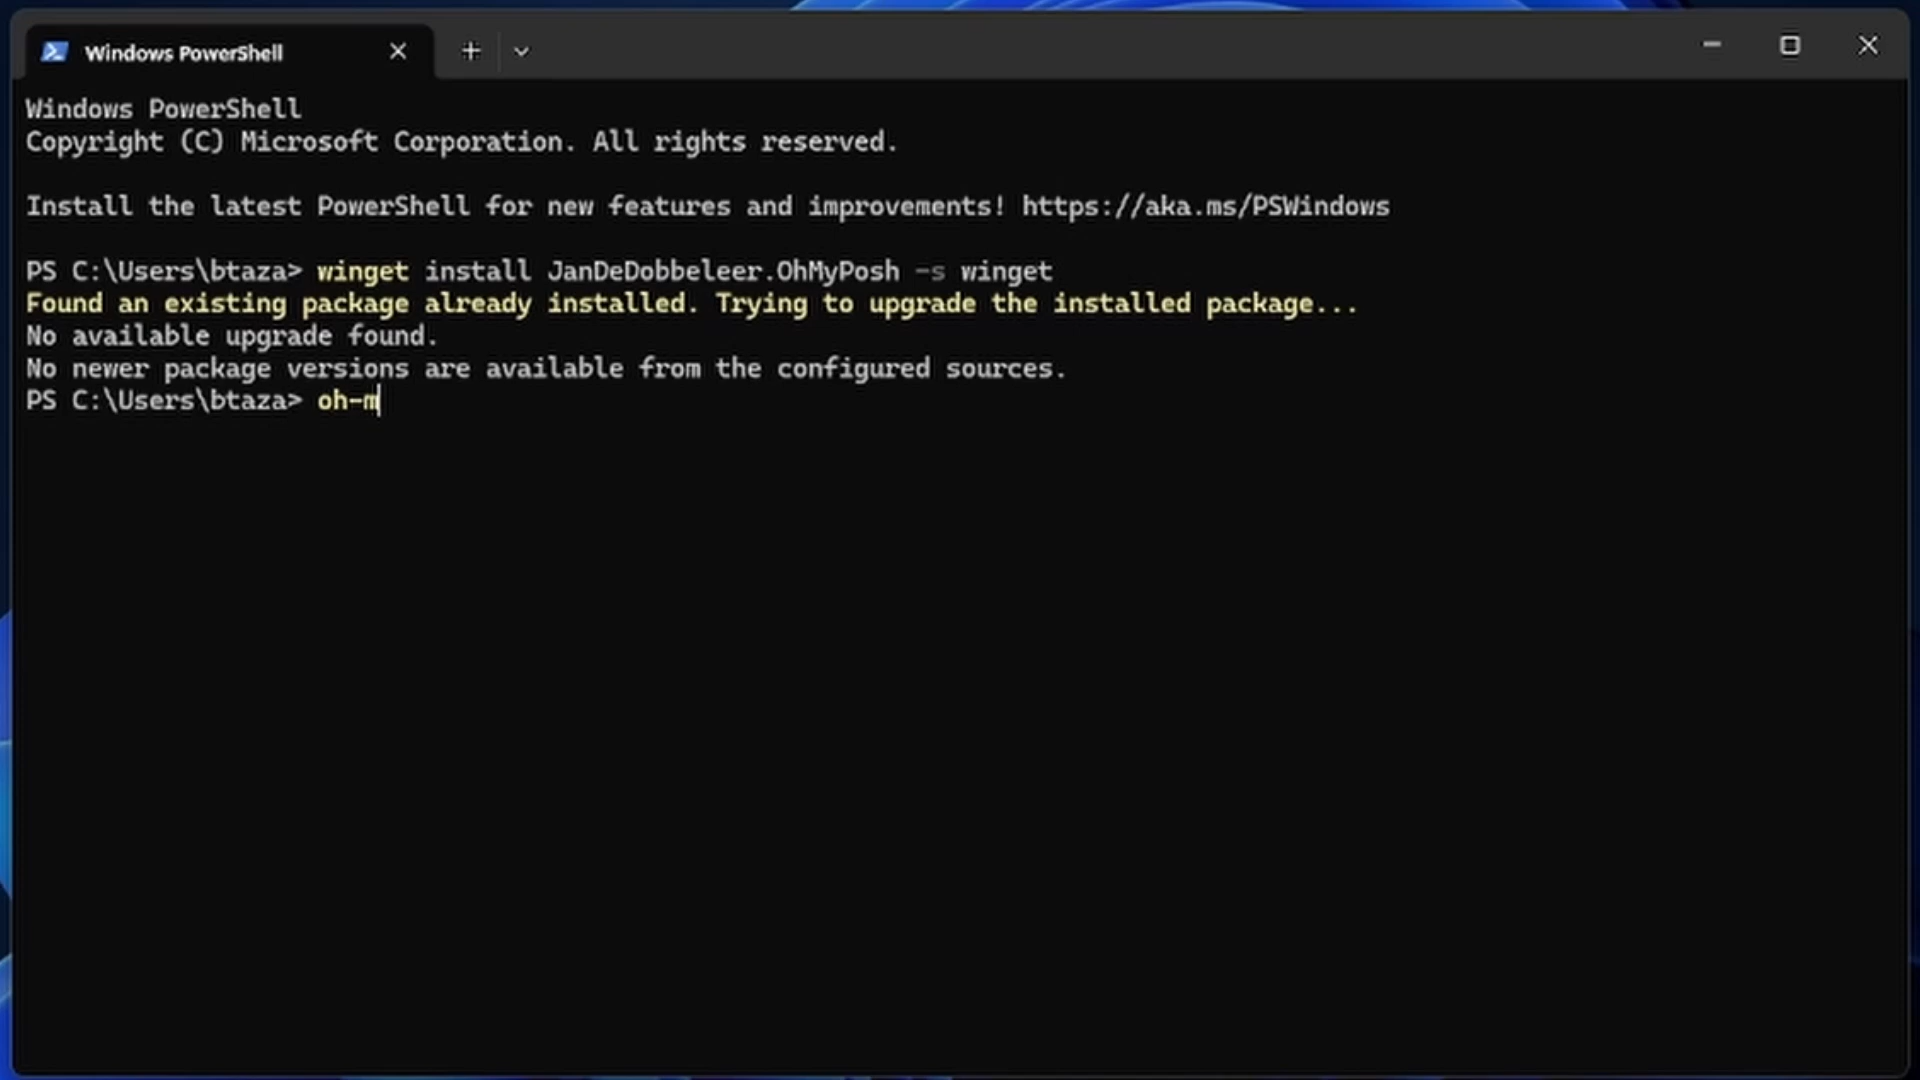 Windows PowerShell
Windows PowerShell
Copyright (C) Microsoft Corporation. All rights reserved.
Install the latest PowerShell for new features and improvements! https://aka.ms/PSWindows
PS C:\Users\btaza> winget install JanDeDobbeleer.OhMyPosh -s winget
Found an existing package already installed. Trying to upgrade the installed package...
No available upgrade found.
No newer package versions are available from the configured sources.
PS C:\Users\btaza> oh-m